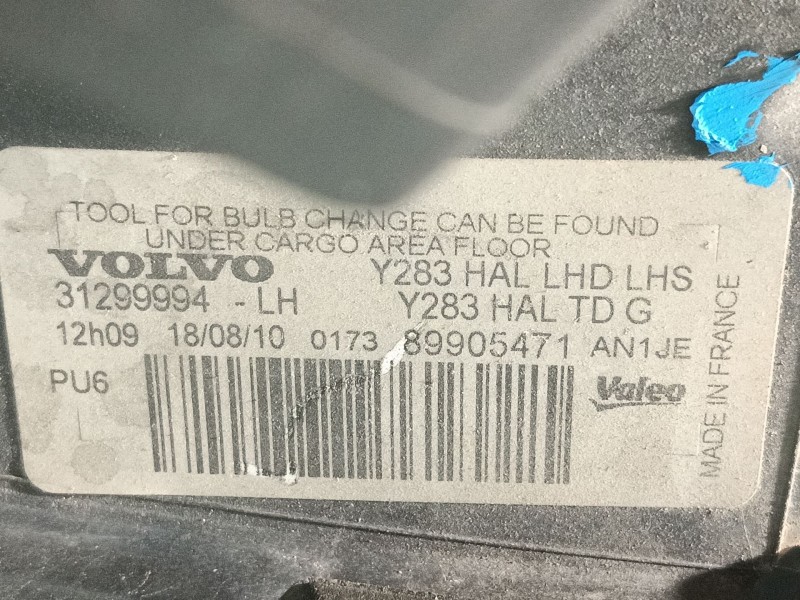 TOOL FOR BULB CHANGE CAN BE FOUND
UNDER CARGO AREA FLOOR
VOLVO Y283 HAL LHD LHS
31299994 - LH Y283 HAL TD G
12h09 18/08/10 0173 89905471 AN1JE
PU6
Valeo
MADE IN FRANCE